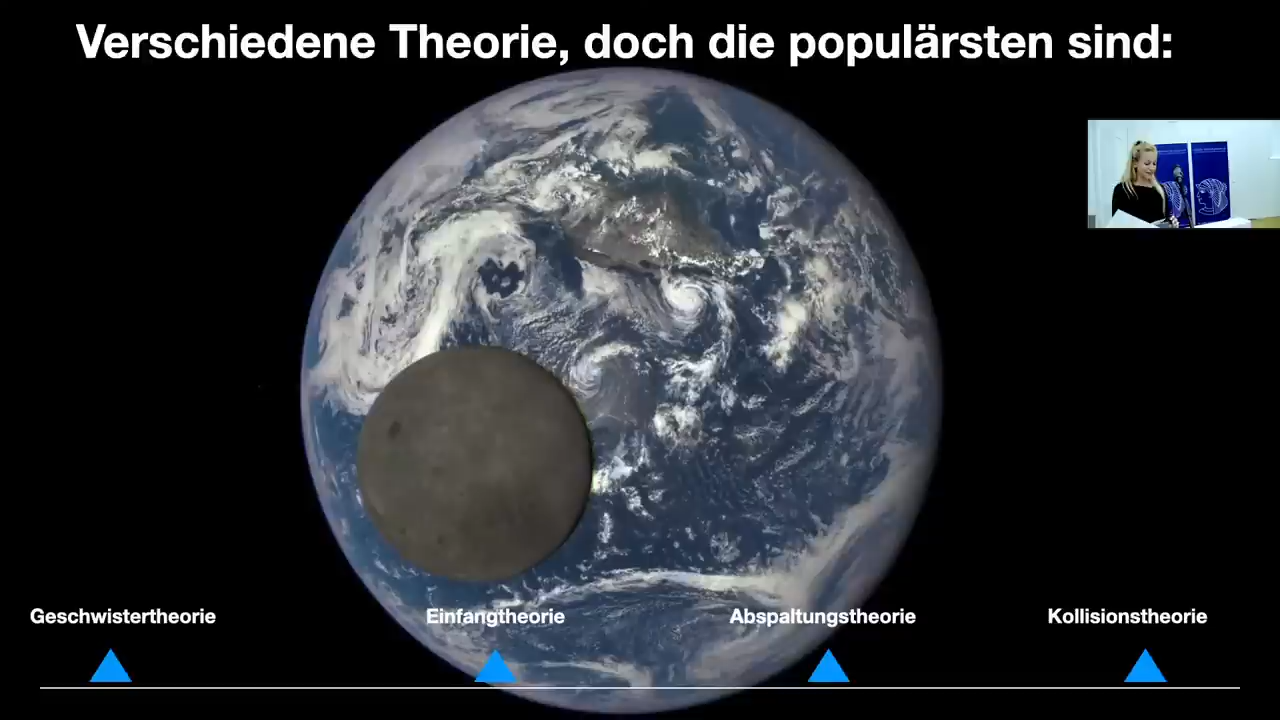 Verschiedene Theorie, doch die populärsten sind:
Geschwistertheorie
Einfangtheorie
Abspaltungstheorie
Kollisionstheorie